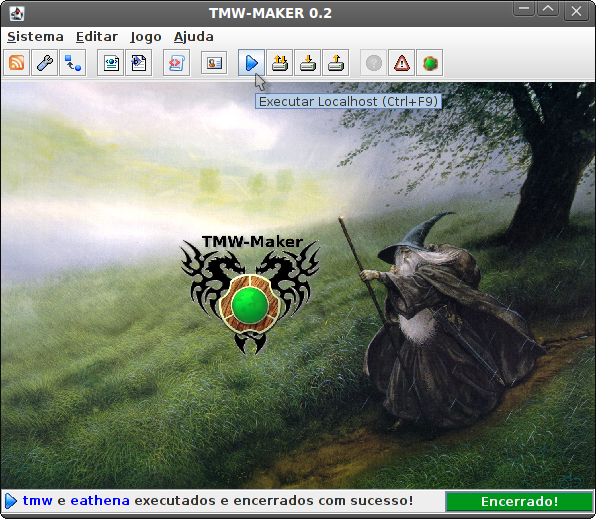 TMW-MAKER 0.2
Sistema Editar Jogo Ajuda
Executar Localhost (Ctrl+F9)
TMW-Maker
tmw e eathena executados e encerrados com sucesso! Encerrado!